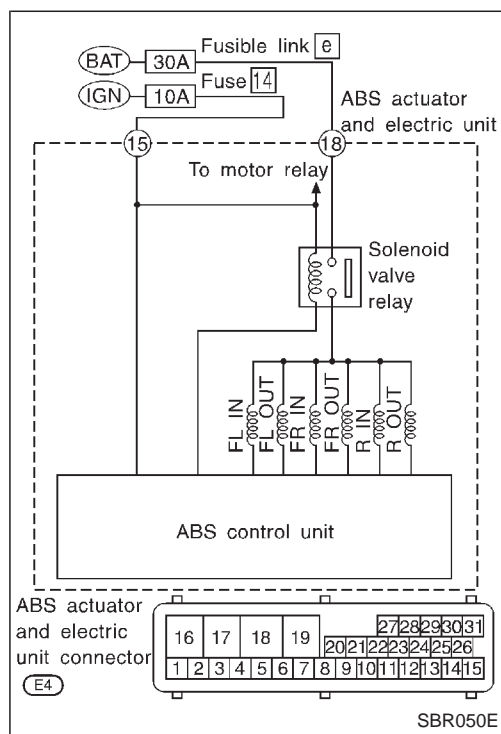 BAT 30A Fusible link e
IGN 10A Fuse 14
ABS actuator
and electric unit
15 18
To motor relay
Solenoid
valve
relay
FL IN
FL OUT
FR IN
FR OUT
R IN
R OUT
ABS control unit
ABS actuator
and electric
unit connector
E4
27 28 29 30 31
16 17 18 19
20 21 22 23 24 25 26
1 2 3 4 5 6 7 8 9 10 11 12 13 14 15
SBR050E